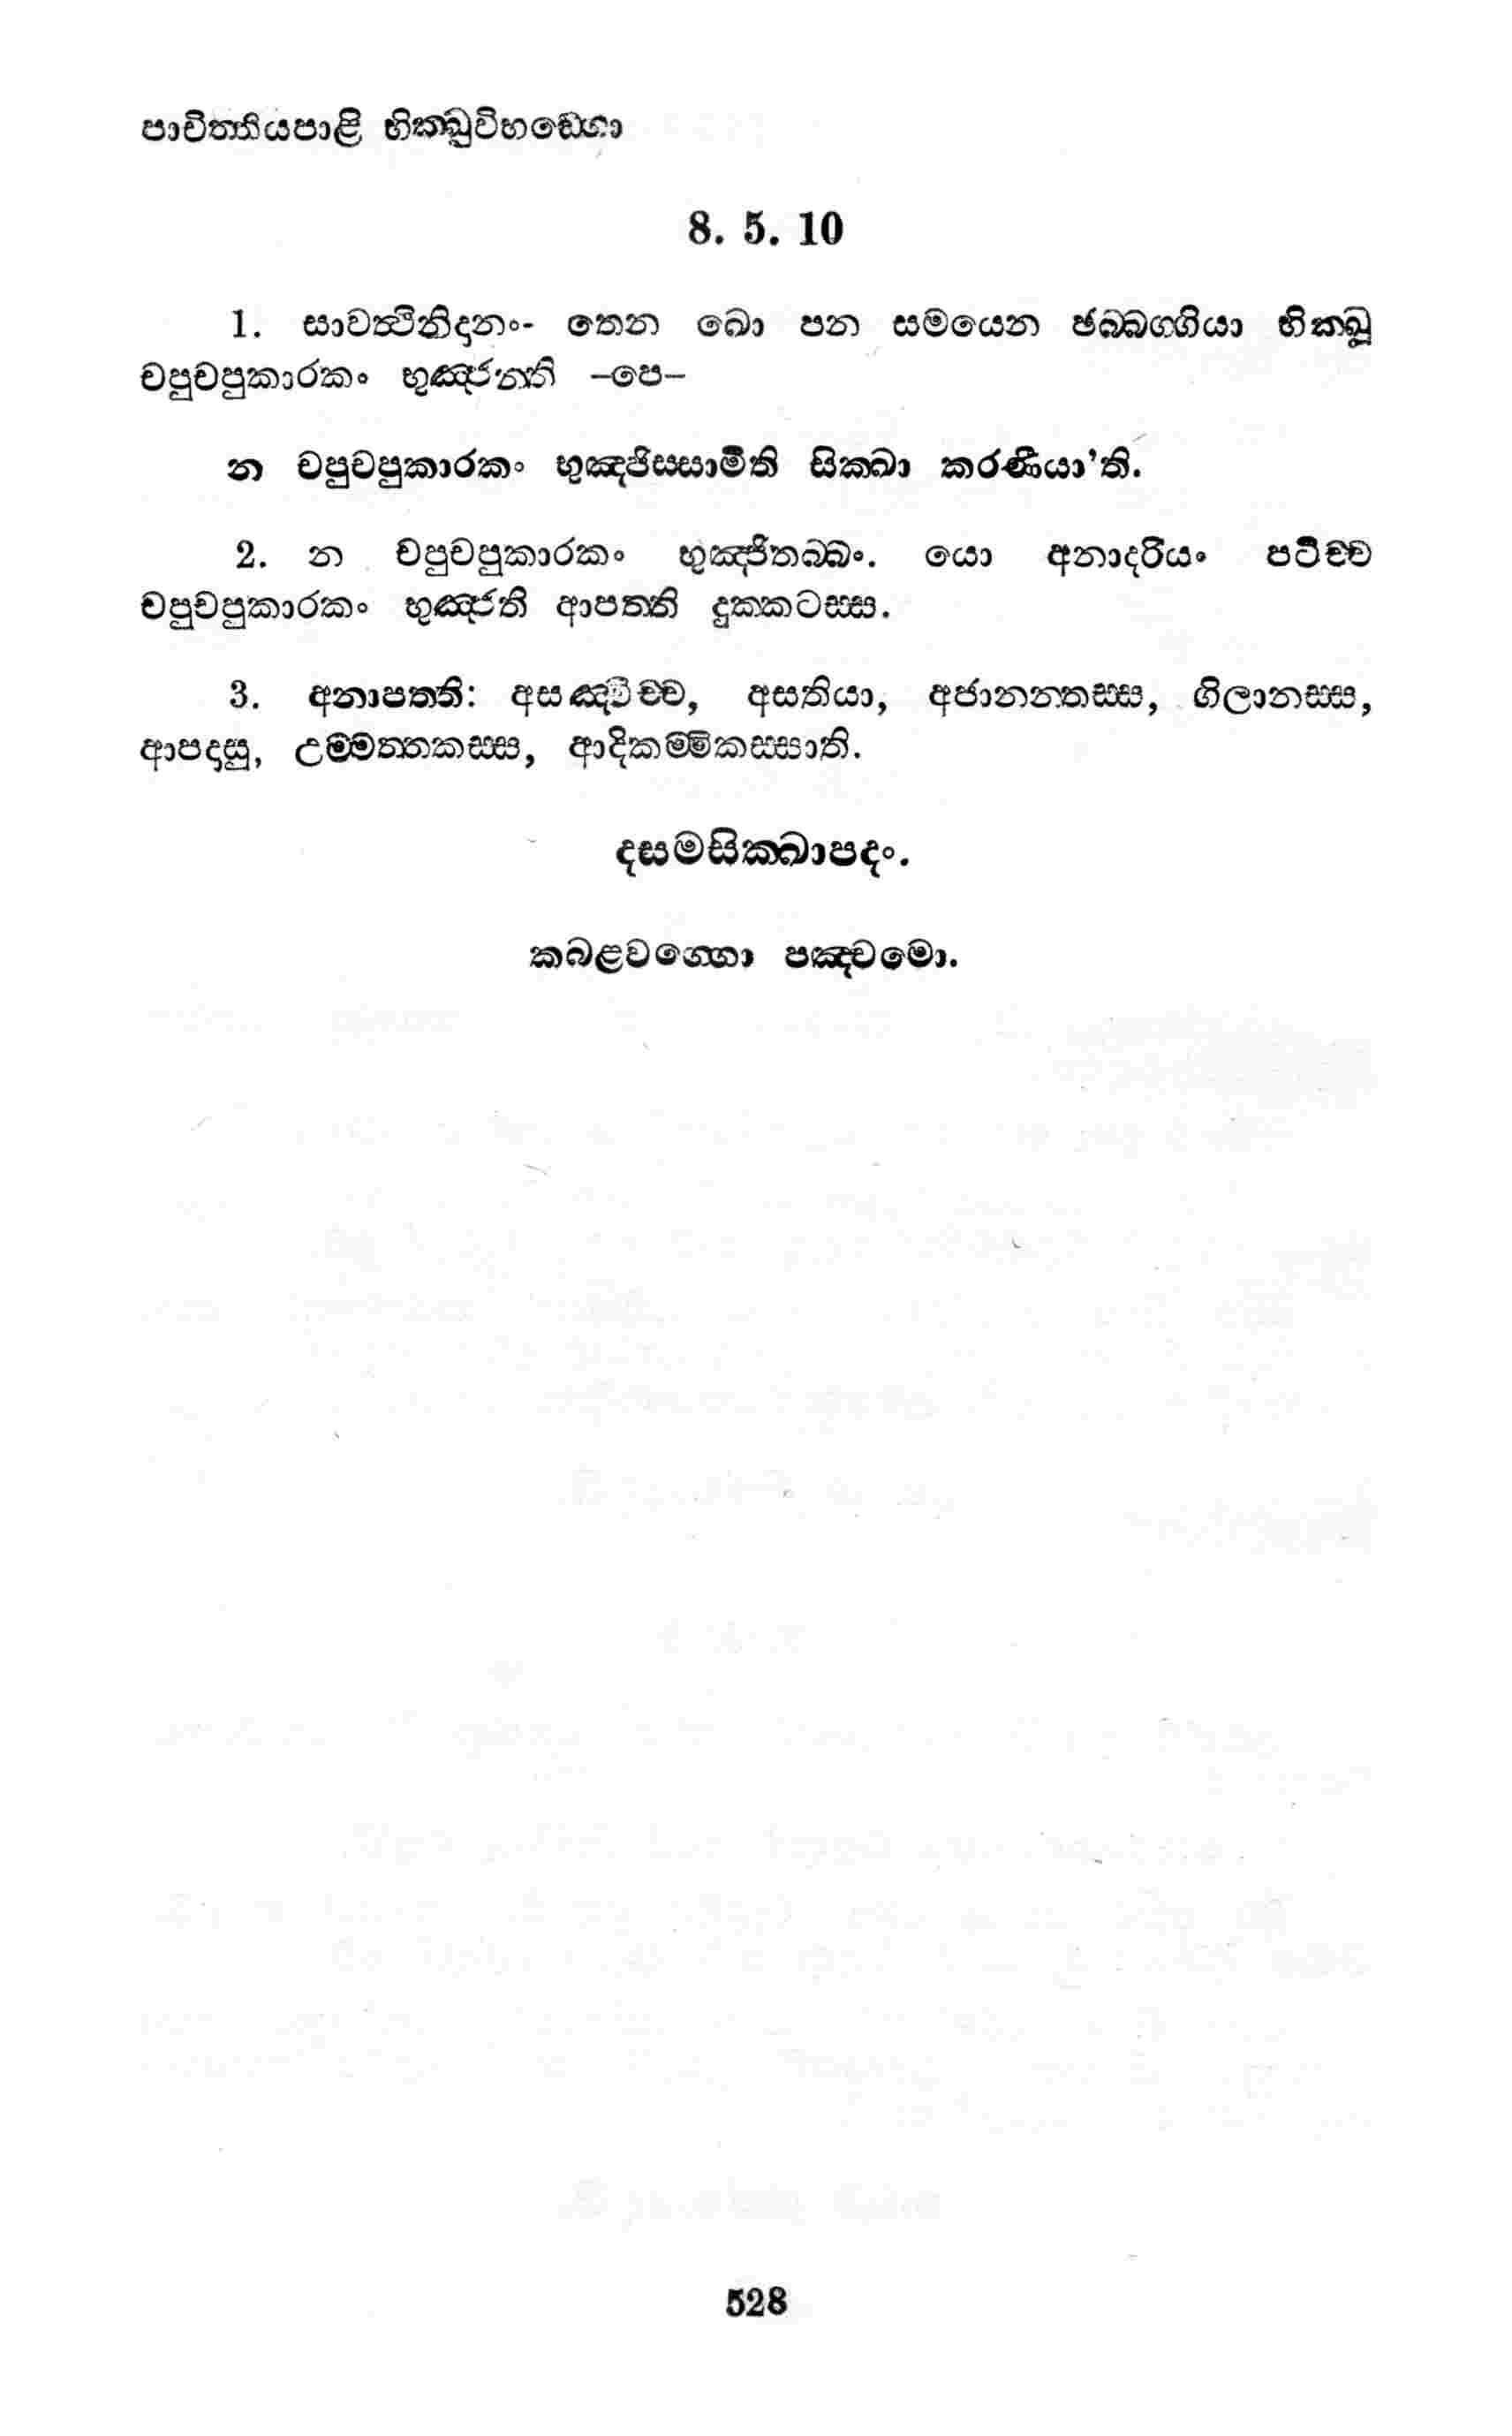 පාචිත්තියපාළි භික්ඛුවිභඞ්ගො
8. 5. 10
1. සාවත්ථිනිදානං- තෙන ඛො පන සමයෙන ඡබ්බග්ගියා භික්ඛූ
චපුචපුකාරකං භුඤ්ජන්ති –පෙ–
න චපුචපුකාරකං භුඤ්ජිස්සාමීති සික්ඛා කරණීයා'ති.
2. න චපුචපුකාරකං භුඤ්ජිතබ්බං. යො අනාදරියං පටිච්ච
චපුචපුකාරකං භුඤ්ජති ආපත්ති දුක්කටස්ස.
3. අනාපත්ති: අසඤ්චිච්ච, අසතියා, අජානන්තස්ස, ගිලානස්ස,
ආපදාසු, උම්මත්තකස්ස, ආදිකම්මිකස්සාති.
දසමසික්ඛාපදං.
කබළවග්ගො පඤ්චමො.
528